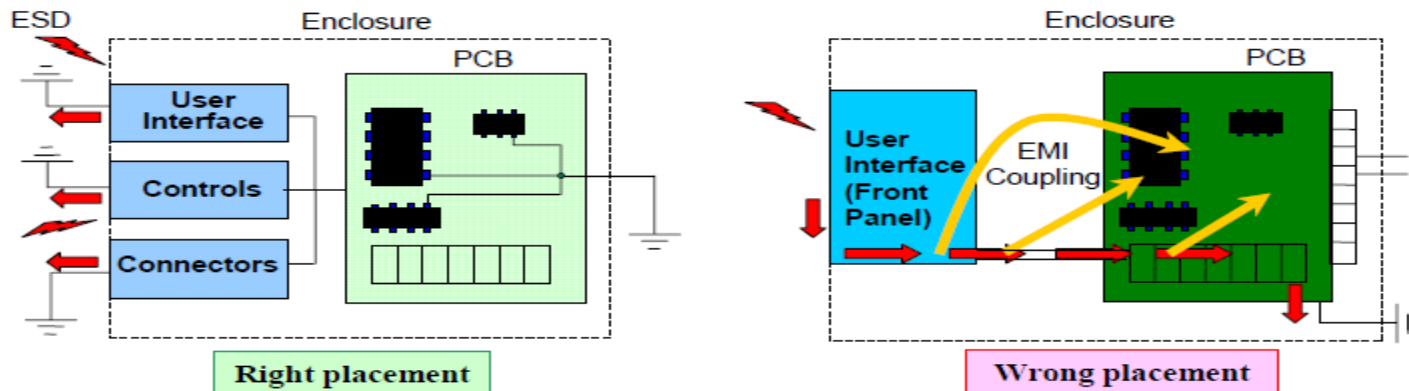 ESD
Enclosure
PCB
User
Interface
Controls
Connectors
Right placement
Enclosure
PCB
User
Interface
(Front
Panel)
EMI
Coupling
Wrong placement